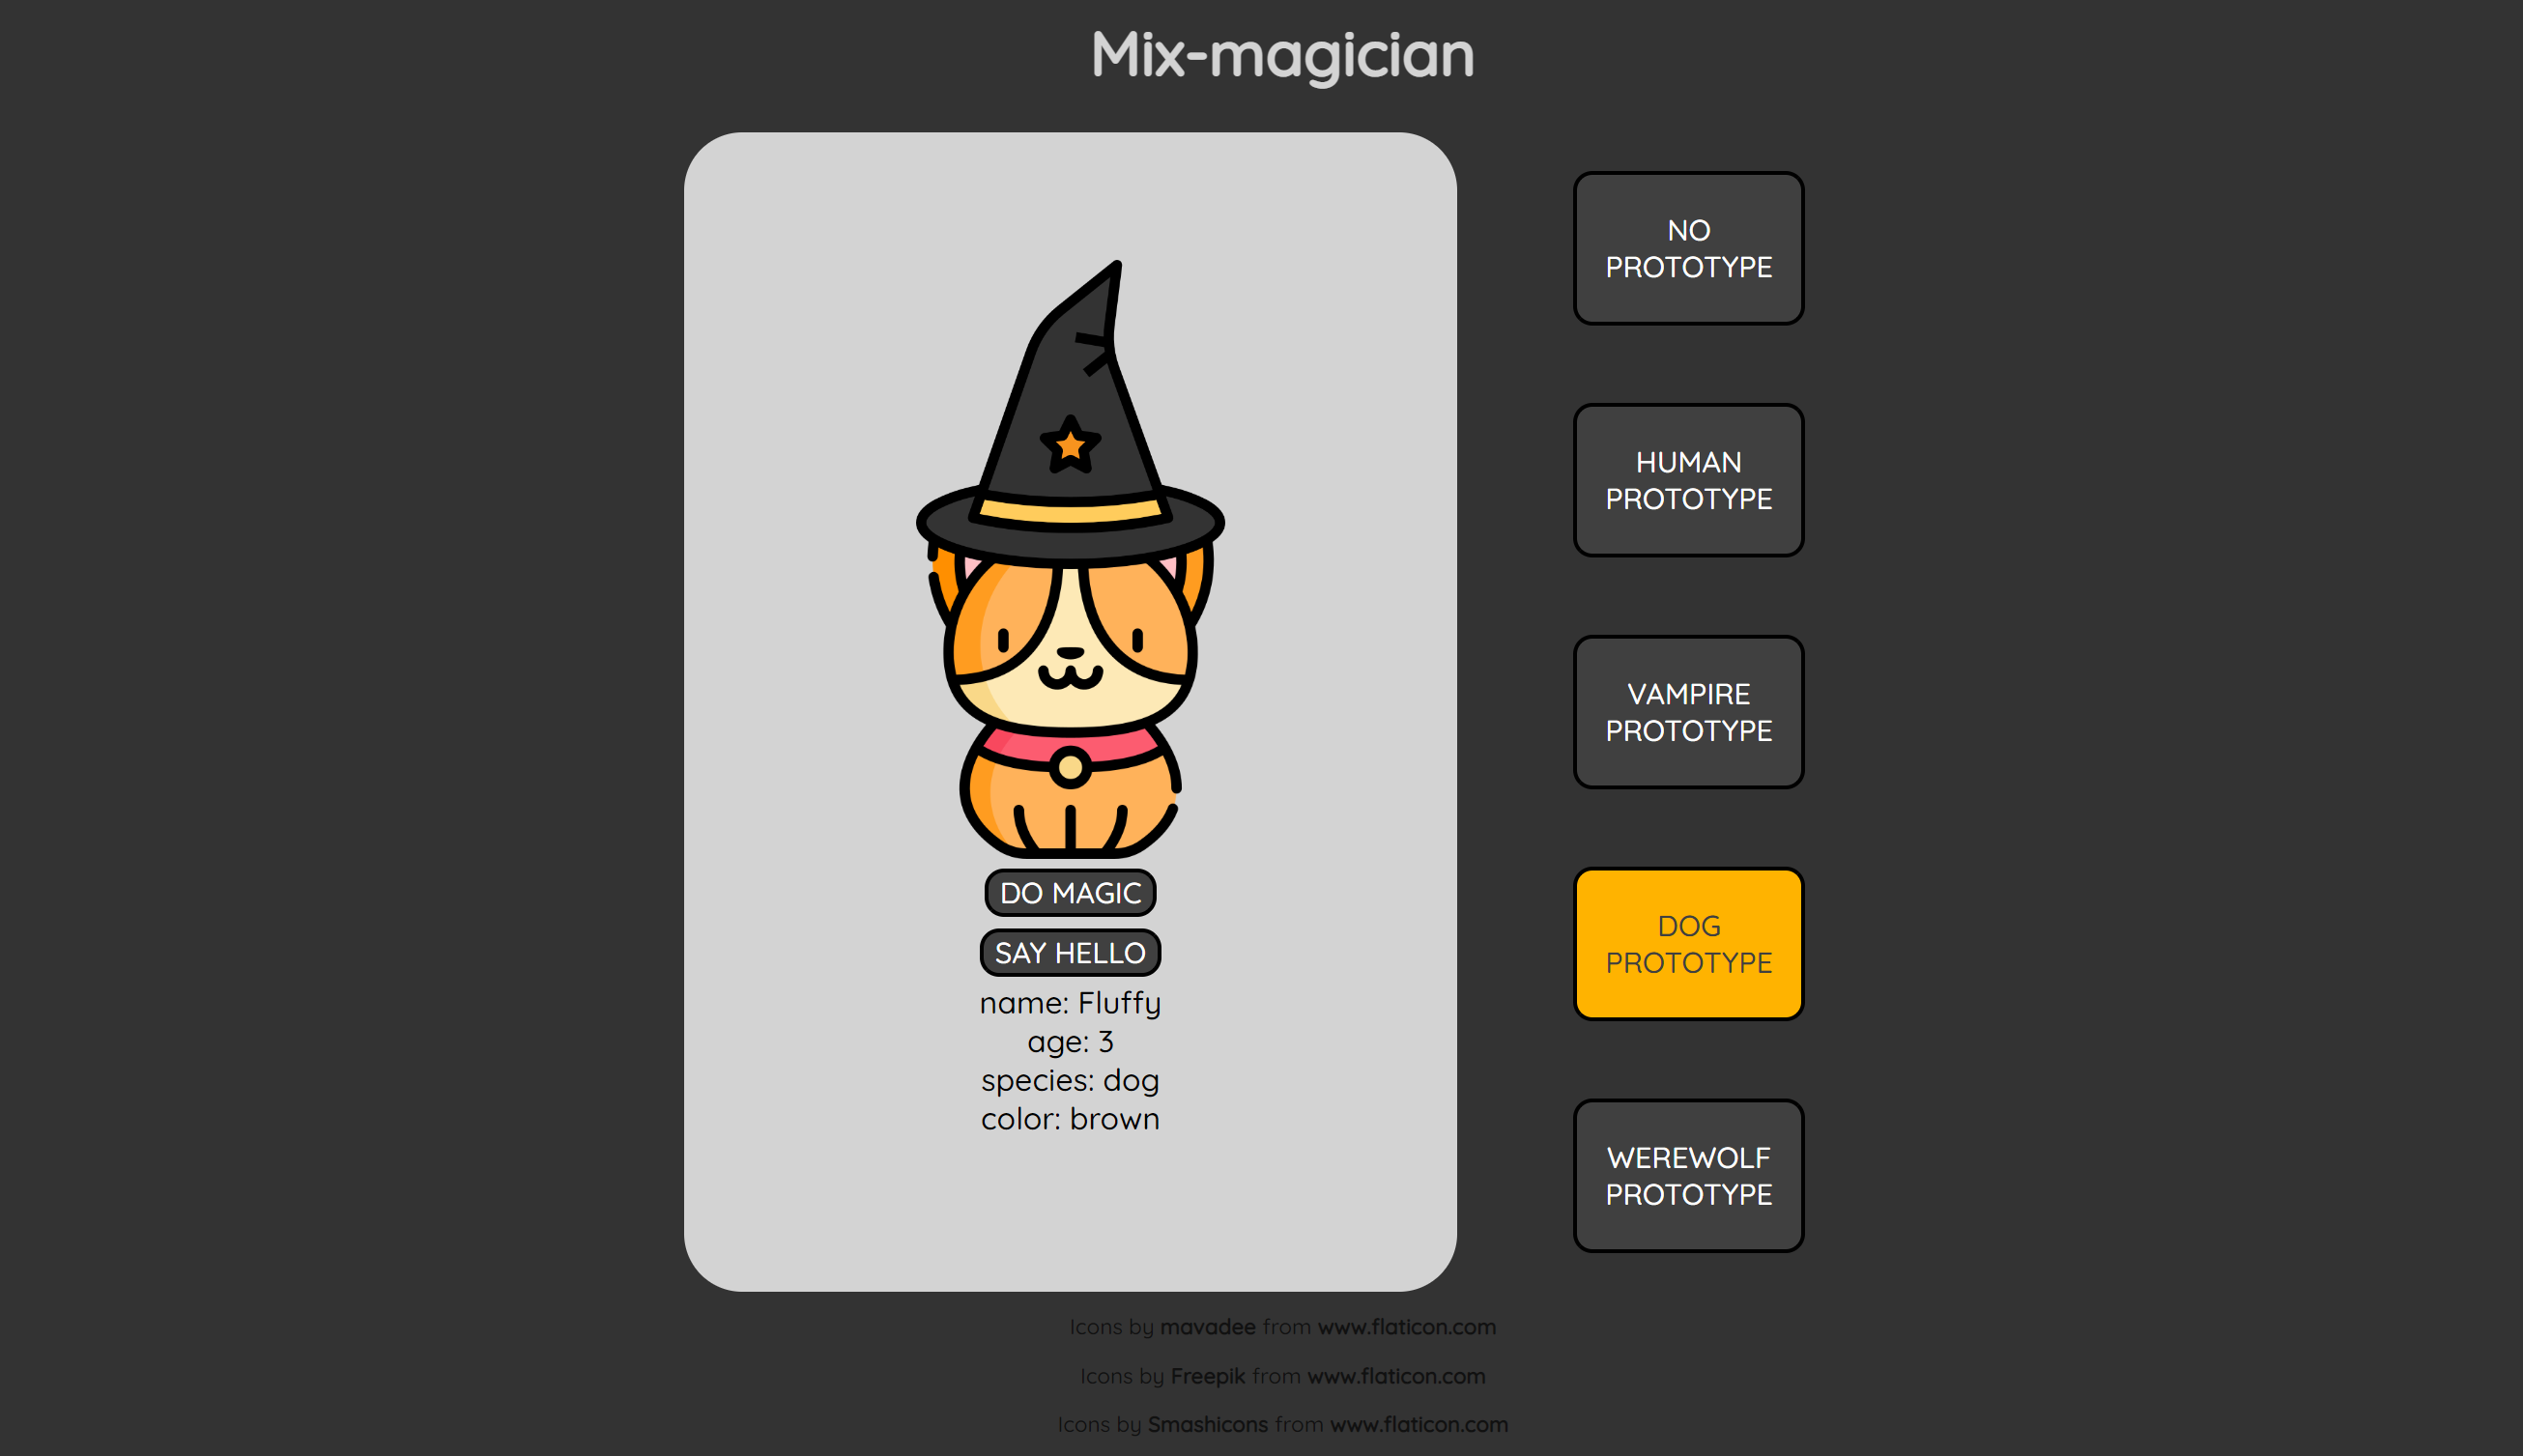 Mix-magician
DO MAGIC
SAY HELLO
name: Fluffy
age: 3
species: dog
color: brown
NO
PROTOTYPE
HUMAN
PROTOTYPE
VAMPIRE
PROTOTYPE
DOG
PROTOTYPE
WEREWOLF
PROTOTYPE
Icons by mavadee from www.flaticon.com
Icons by Freepik from www.flaticon.com
Icons by Smashicons from www.flaticon.com